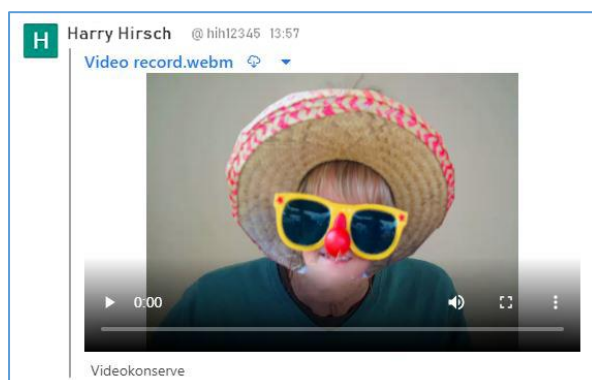 H
Harry Hirsch @hih12345 13:57
Video record.webm
0:00
Videokonserve